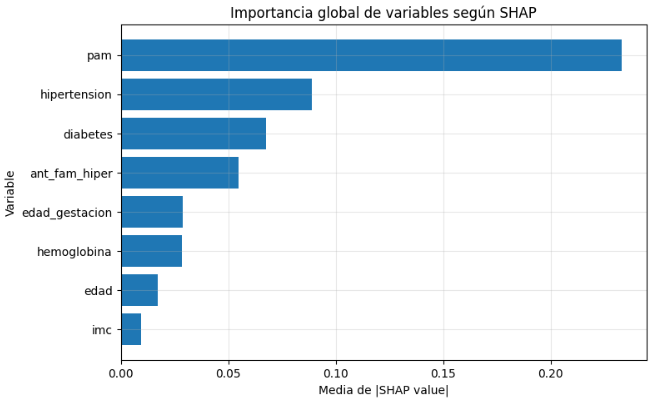 Importancia global de variables según SHAP
Variable
pam
hipertension
diabetes
ant_fam_hiper
edad_gestacion
hemoglobina
edad
imc
0.00 0.05 0.10 0.15 0.20
Media de |SHAP value|